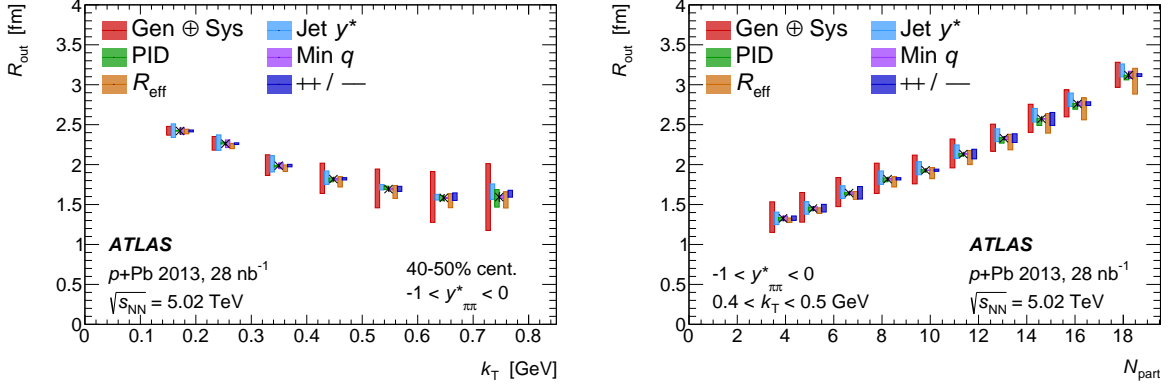 R_out [fm]
4
3.5
3
2.5
2
1.5
1
0.5
0
Gen ⊕ Sys
PID
R_eff
Jet y*
Min q
++ / −−
ATLAS
p+Pb 2013, 28 nb⁻¹
√s_NN = 5.02 TeV
40-50% cent.
-1 < y*_ππ < 0
0 0.1 0.2 0.3 0.4 0.5 0.6 0.7 0.8
k_T [GeV]
R_out [fm]
4
3.5
3
2.5
2
1.5
1
0.5
0
Gen ⊕ Sys
PID
R_eff
Jet y*
Min q
++ / −−
-1 < y*_ππ < 0
0.4 < k_T < 0.5 GeV
ATLAS
p+Pb 2013, 28 nb⁻¹
√s_NN = 5.02 TeV
0 2 4 6 8 10 12 14 16 18
N_part